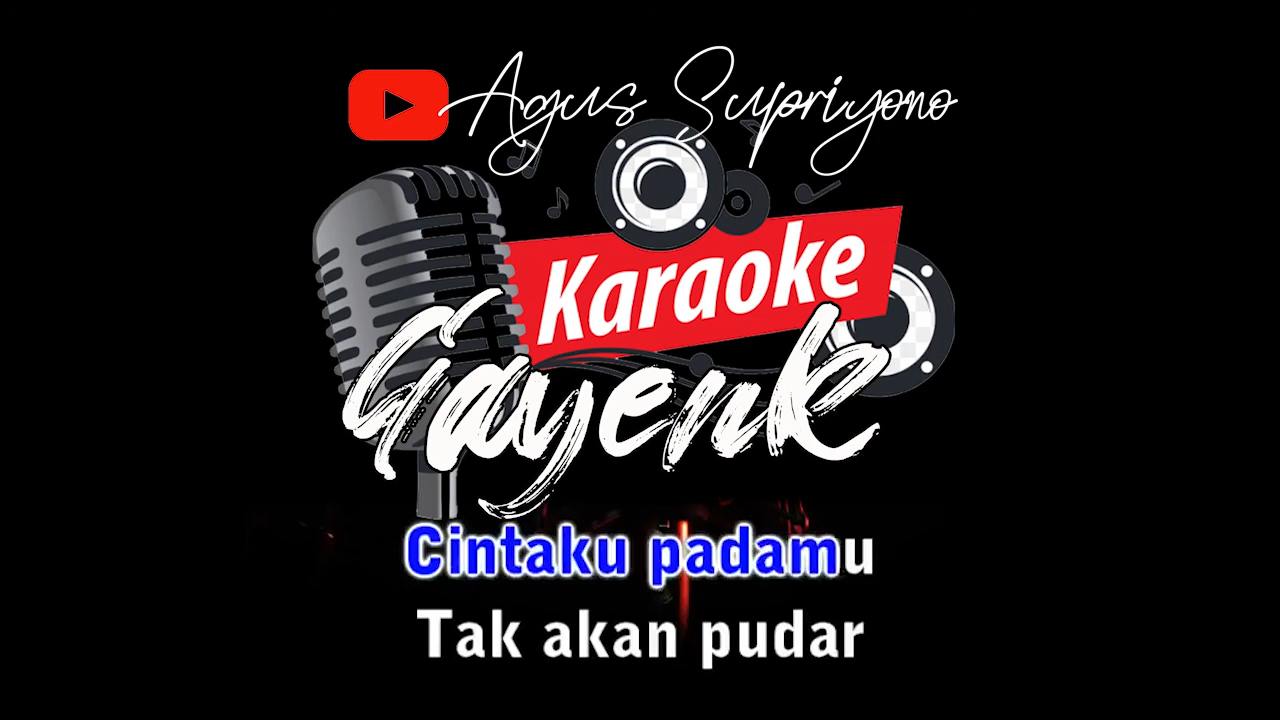 Agus Supriyono
Karaoke
Gayenk
Cintaku padamu
Tak akan pudar